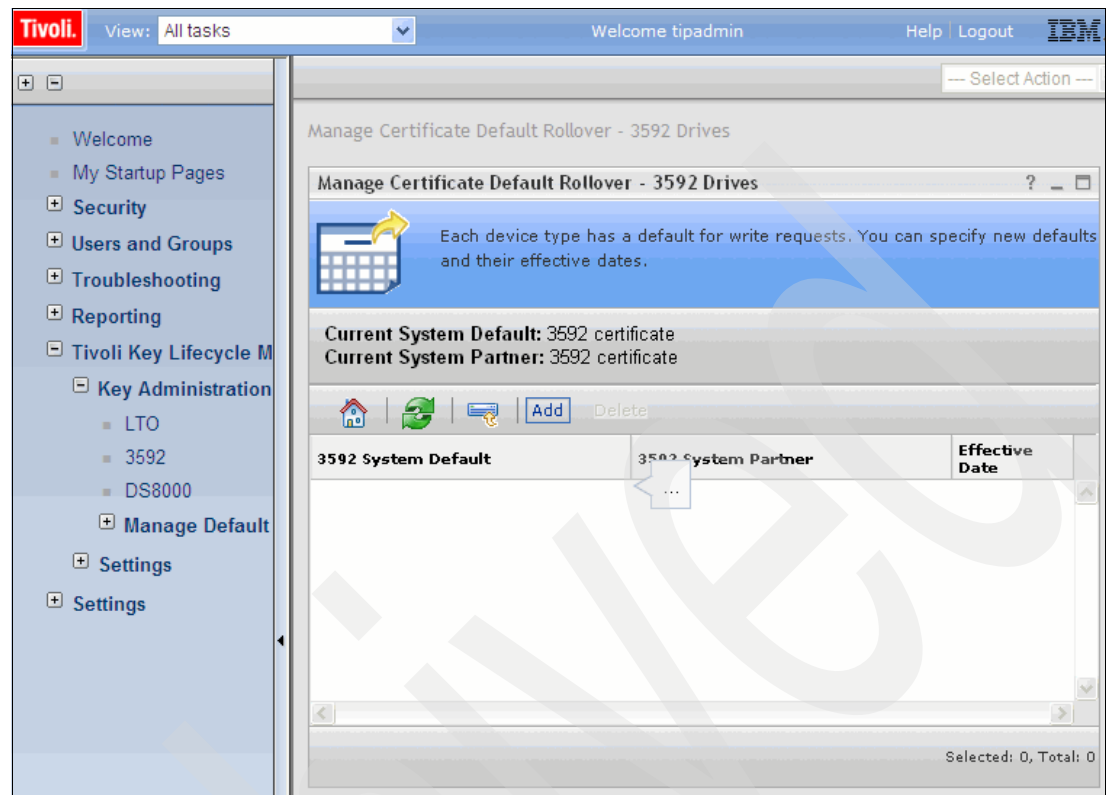 Tivoli. View: All tasks Welcome tipadmin Help Logout IBM
--- Select Action ---
Welcome
My Startup Pages
Security
Users and Groups
Troubleshooting
Reporting
Tivoli Key Lifecycle M
Key Administration
LTO
3592
DS8000
Manage Default
Settings
Settings
Manage Certificate Default Rollover - 3592 Drives
Manage Certificate Default Rollover - 3592 Drives ?
Each device type has a default for write requests. You can specify new defaults
and their effective dates.
Current System Default: 3592 certificate
Current System Partner: 3592 certificate
Add Delete
3592 System Default 3592 System Partner Effective
Date
...
Selected: 0, Total: 0